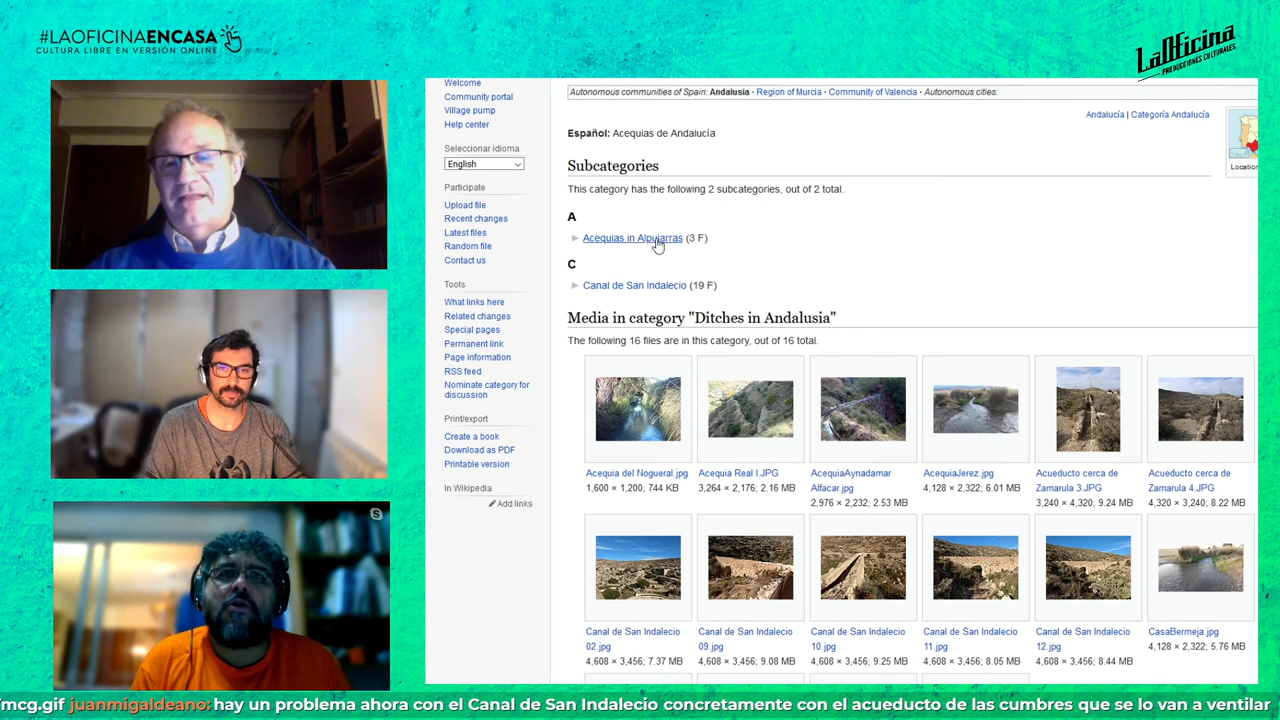 #LAOFICINAENCASA
CULTURA LIBRE EN VERSIÓN ONLINE
LaOficina
PRODUCCIONES CULTURALES
Welcome
Community portal
Village pump
Help center
Seleccionar idioma
English
Participate
Upload file
Recent changes
Latest files
Random file
Contact us
Tools
What links here
Related changes
Special pages
Permanent link
Page information
RSS feed
Nominate category for
discussion
Print/export
Create a book
Download as PDF
Printable version
In Wikipedia
Add links
Autonomous communities of Spain: Andalusia · Region of Murcia · Community of Valencia · Autonomous cities:
Andalucía | Categoría Andalucía
Español: Acequias de Andalucía
Subcategories
This category has the following 2 subcategories, out of 2 total.
A
Acequias in Alpujarras (3 F)
C
Canal de San Indalecio (19 F)
Media in category "Ditches in Andalusia"
The following 16 files are in this category, out of 16 total.
Acequia del Nogueral.jpg
1,600 × 1,200; 744 KB
Acequia Real I.JPG
3,264 × 2,176; 2.16 MB
AcequiaAynadamar
Alfacar.jpg
2,976 × 2,232; 2.53 MB
AcequiaJerez.jpg
4,128 × 2,322; 6.01 MB
Acueducto cerca de
Zamarula 3.JPG
3,240 × 4,320; 9.24 MB
Acueducto cerca de
Zamarula 4.JPG
4,320 × 3,240; 8.22 MB
Canal de San Indalecio
02.jpg
4,608 × 3,456; 7.37 MB
Canal de San Indalecio
09.jpg
4,608 × 3,456; 9.08 MB
Canal de San Indalecio
10.jpg
4,608 × 3,456; 9.25 MB
Canal de San Indalecio
11.jpg
4,608 × 3,456; 8.05 MB
Canal de San Indalecio
12.jpg
4,608 × 3,456; 8.44 MB
CasaBermeja.jpg
4,128 × 2,322; 5.76 MB
/mcg.gif juanmigaldeano: hay un problema ahora con el Canal de San Indalecio concretamente con el acueducto de las cumbres que se lo van a ventilar